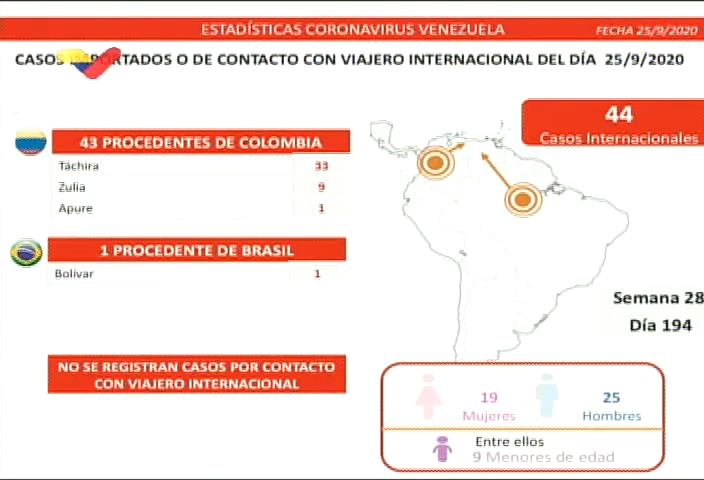 ESTADÍSTICAS CORONAVIRUS VENEZUELA
FECHA 25/9/2020
CASOS IMPORTADOS O DE CONTACTO CON VIAJERO INTERNACIONAL DEL DÍA 25/9/2020
44
Casos Internacionales
43 PROCEDENTES DE COLOMBIA
Táchira 33
Zulia 9
Apure 1
1 PROCEDENTE DE BRASIL
Bolívar 1
Semana 28
Día 194
NO SE REGISTRAN CASOS POR CONTACTO
CON VIAJERO INTERNACIONAL
19
Mujeres
25
Hombres
Entre ellos
9 Menores de edad